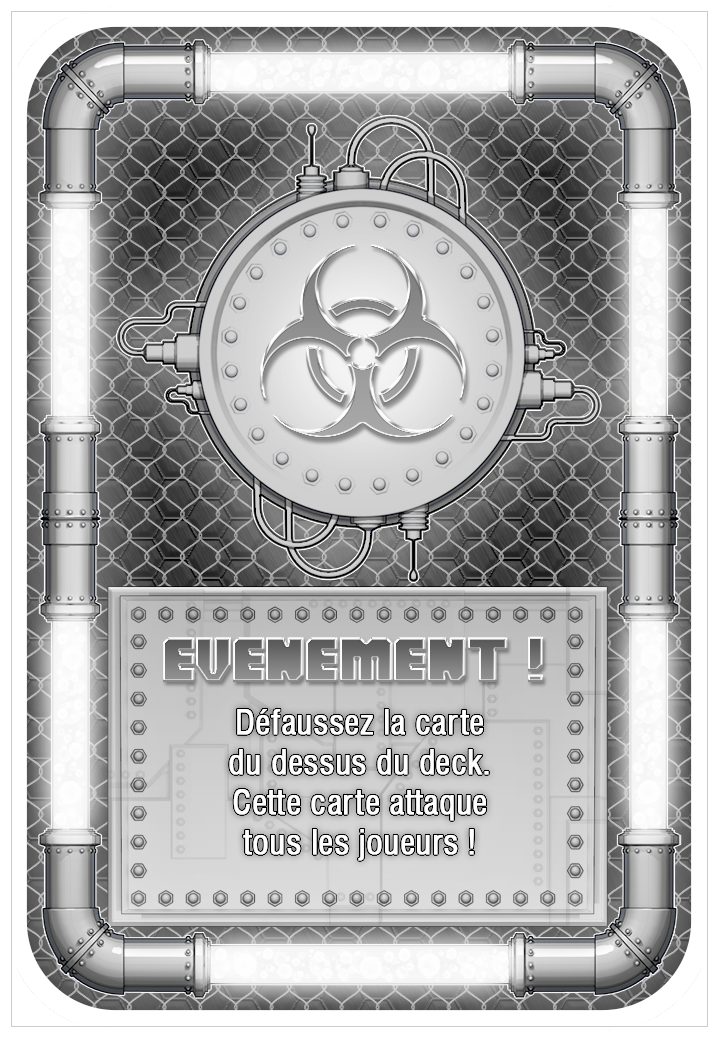 EVENEMENT !
Défaussez la carte
du dessus du deck.
Cette carte attaque
tous les joueurs !